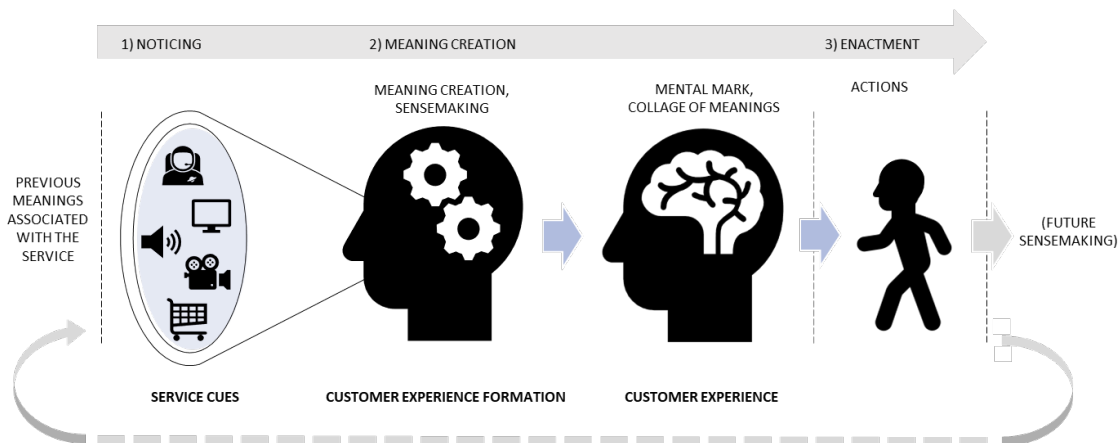 1) NOTICING
2) MEANING CREATION
3) ENACTMENT
MEANING CREATION,
SENSEMAKING
MENTAL MARK,
COLLAGE OF MEANINGS
ACTIONS
PREVIOUS
MEANINGS
ASSOCIATED
WITH THE
SERVICE
(FUTURE
SENSEMAKING)
SERVICE CUES
CUSTOMER EXPERIENCE FORMATION
CUSTOMER EXPERIENCE